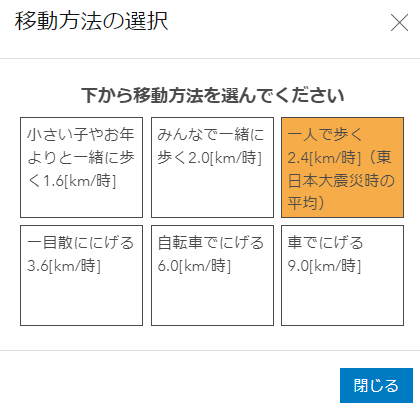 移動方法の選択
下から移動方法を選んでください
小さい子やお年
よりと一緒に歩
く1.6[km/時]
みんなで一緒に
歩く2.0[km/時]
一人で歩く
2.4[km/時]（東
日本大震災時の
平均）
一目散ににげる
3.6[km/時]
自転車でにげる
6.0[km/時]
車でにげる
9.0[km/時]
閉じる